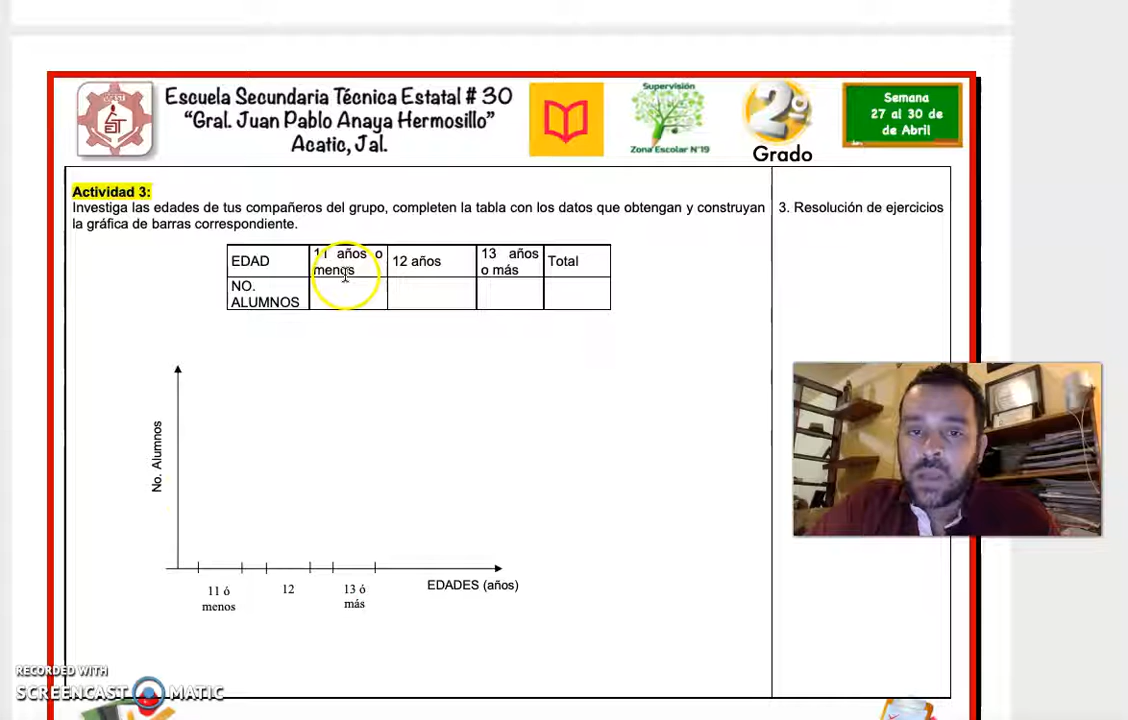 Escuela Secundaria Técnica Estatal # 30
“Gral. Juan Pablo Anaya Hermosillo”
Acatic, Jal.
Supervisión
Zona Escolar N°19
2º
Grado
Semana
27 al 30 de
de Abril
Actividad 3:
Investiga las edades de tus compañeros del grupo, completen la tabla con los datos que obtengan y construyan
la gráfica de barras correspondiente.
3. Resolución de ejercicios
EDAD
11 años o
menos
12 años
13 años
o más
Total
NO.
ALUMNOS
No. Alumnos
11 ó
menos
12
13 ó
más
EDADES (años)
RECORDED WITH
SCREENCAST MATIC